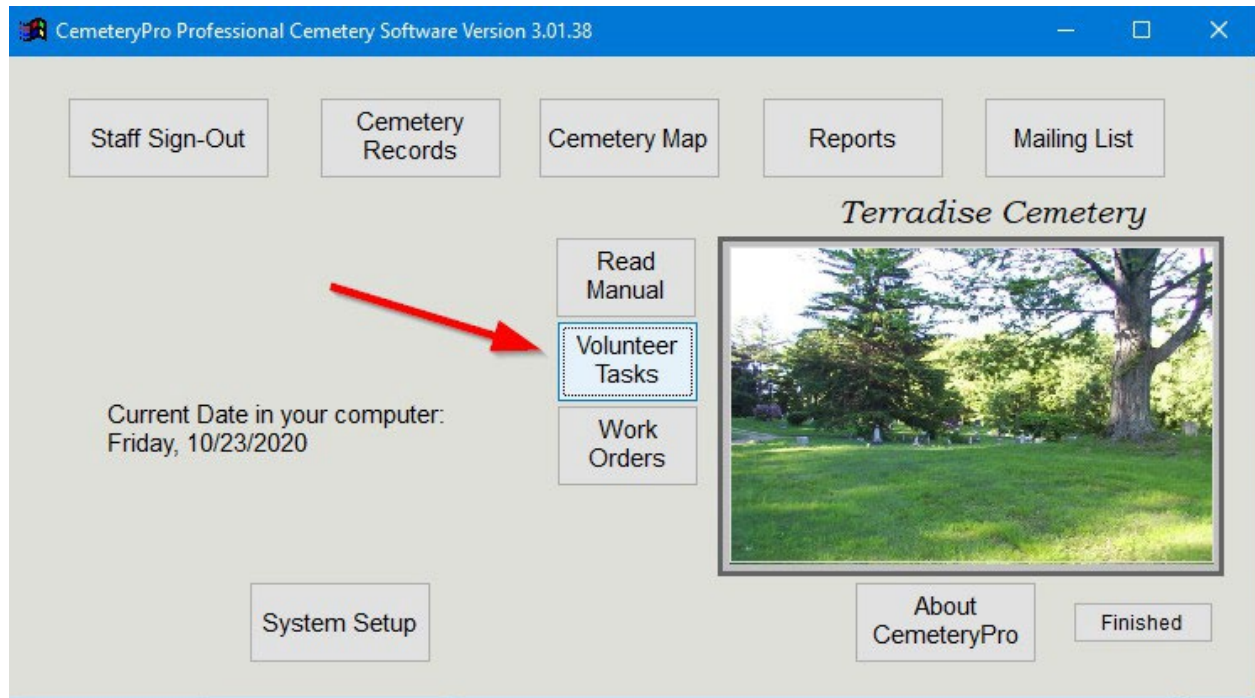 CemeteryPro Professional Cemetery Software Version 3.01.38
Staff Sign-Out
Cemetery
Records
Cemetery Map
Reports
Mailing List
Terradise Cemetery
Read
Manual
Volunteer
Tasks
Current Date in your computer:
Friday, 10/23/2020
Work
Orders
System Setup
About
CemeteryPro
Finished